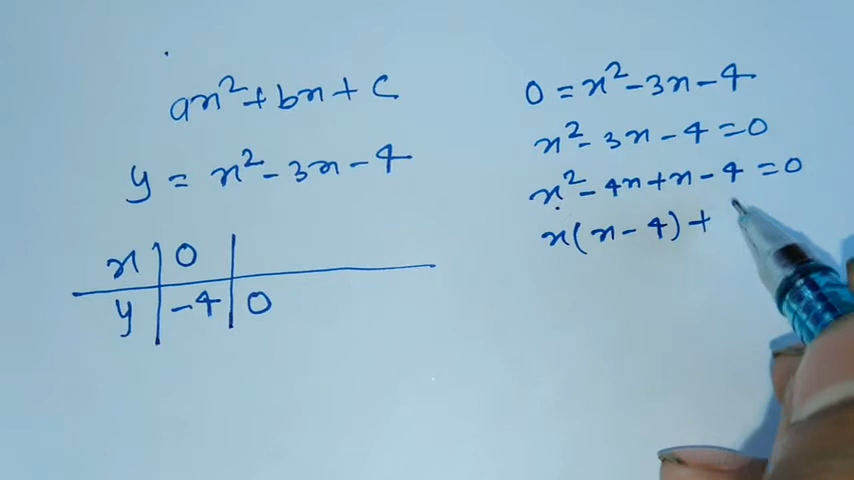 ax²+bx+c
y = x²-3x-4
x | 0 |
y | -4 | 0
0 = x²-3x-4
x²-3x-4=0
x²-4x+x-4=0
x(x-4)+